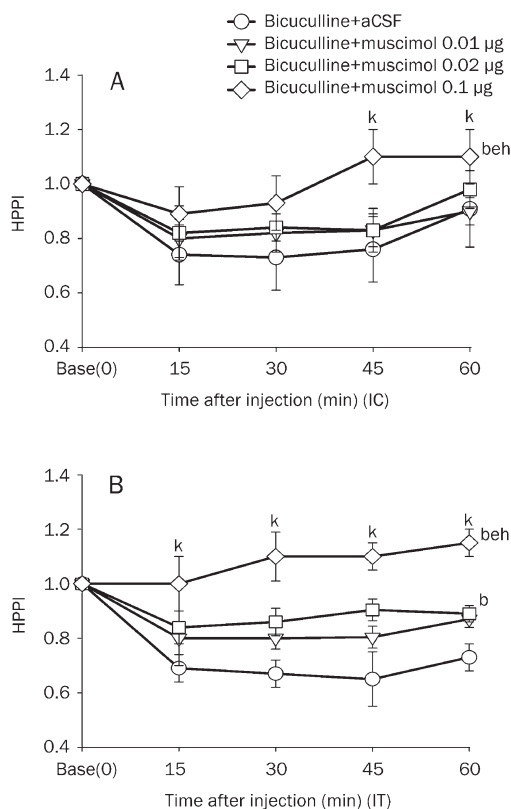 Bicuculline+aCSF
Bicuculline+muscimol 0.01 µg
Bicuculline+muscimol 0.02 µg
Bicuculline+muscimol 0.1 µg
A
1.4
1.2
1.0
0.8
0.6
0.4
HPPI
k
k
beh
Base(0) 15 30 45 60
Time after injection (min) (IC)
B
1.4
1.2
1.0
0.8
0.6
0.4
HPPI
k
k
k
k
beh
b
Base(0) 15 30 45 60
Time after injection (min) (IT)